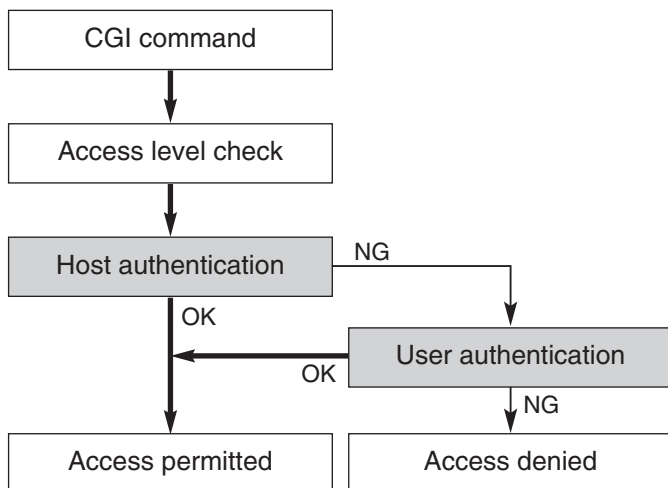 CGI command
Access level check
Host authentication
NG
OK
User authentication
OK
NG
Access permitted
Access denied